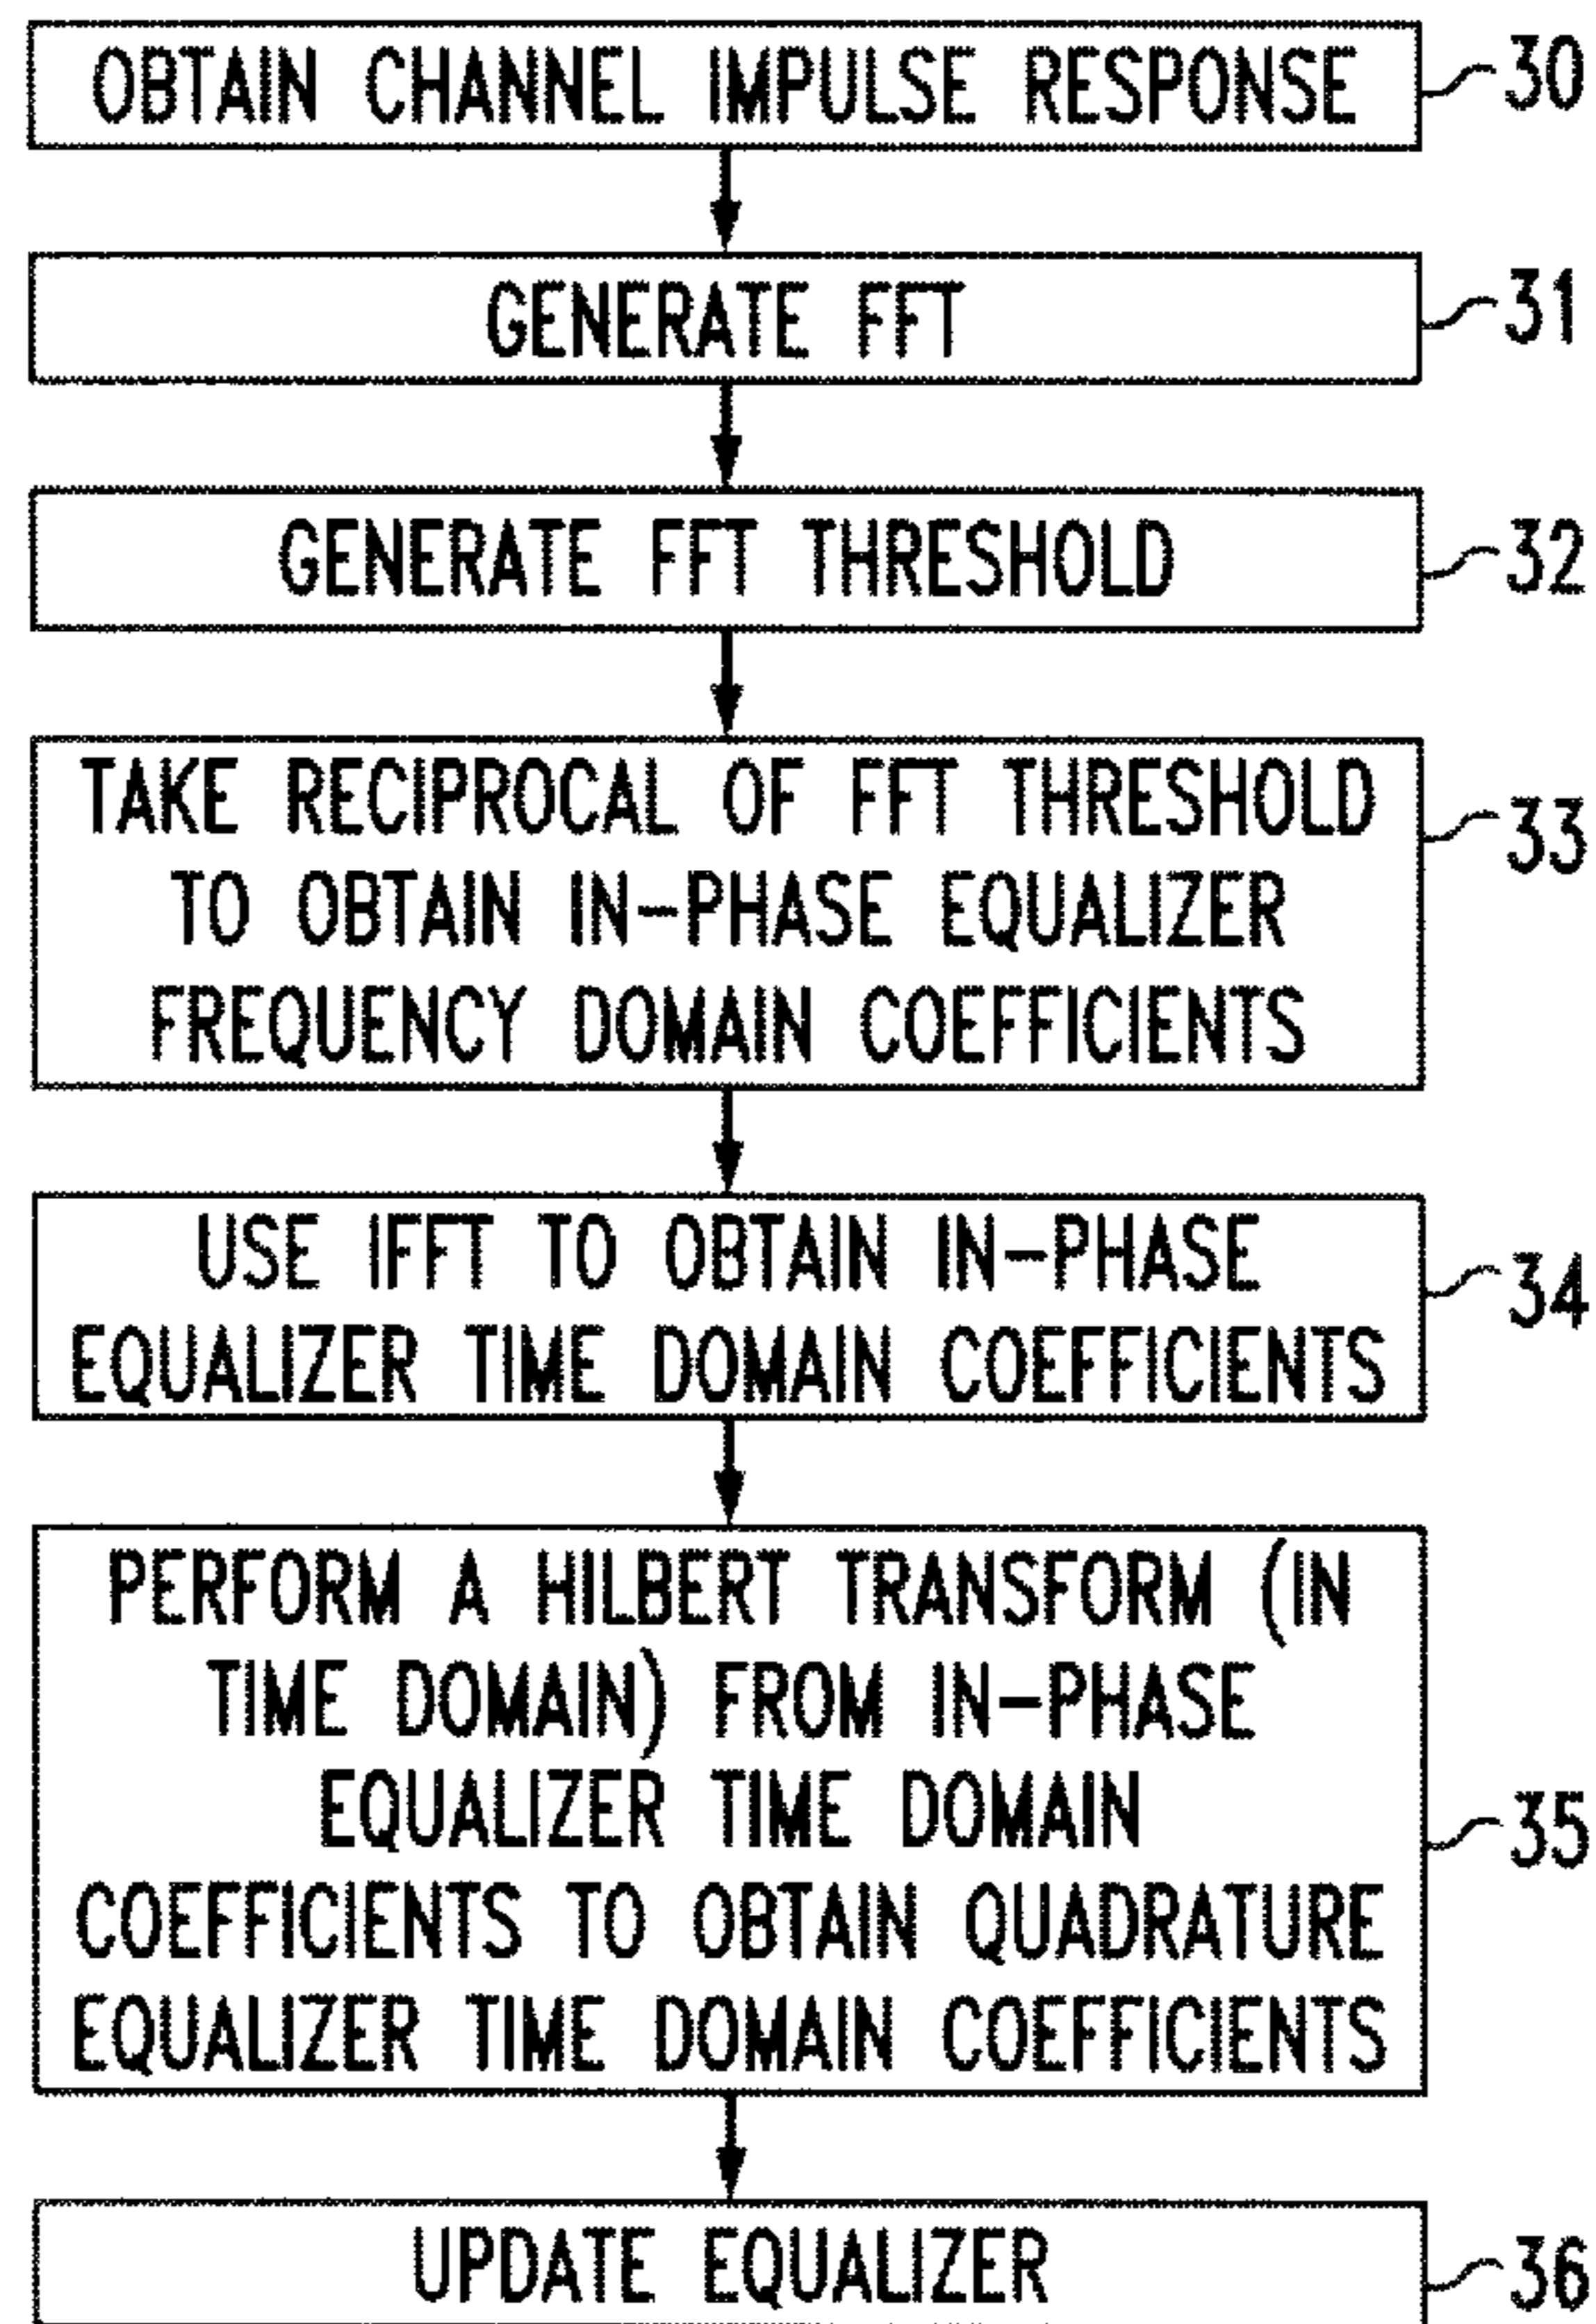 OBTAIN CHANNEL IMPULSE RESPONSE
30
GENERATE FFT
31
GENERATE FFT THRESHOLD
32
TAKE RECIPROCAL OF FFT THRESHOLD
TO OBTAIN IN-PHASE EQUALIZER
FREQUENCY DOMAIN COEFFICIENTS
33
USE IFFT TO OBTAIN IN-PHASE
EQUALIZER TIME DOMAIN COEFFICIENTS
34
PERFORM A HILBERT TRANSFORM (IN
TIME DOMAIN) FROM IN-PHASE
EQUALIZER TIME DOMAIN
COEFFICIENTS TO OBTAIN QUADRATURE
EQUALIZER TIME DOMAIN COEFFICIENTS
35
UPDATE EQUALIZER
36